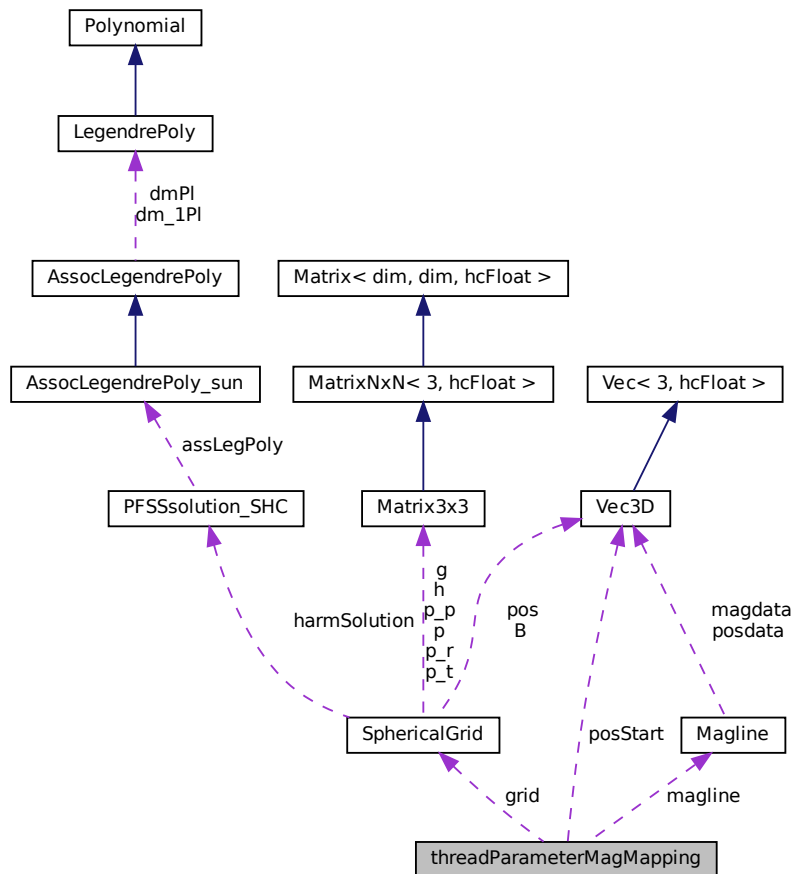 Polynomial
LegendrePoly
dmPl
dm_1Pl
AssocLegendrePoly
Matrix< dim, dim, hcFloat >
AssocLegendrePoly_sun
MatrixNxN< 3, hcFloat >
Vec< 3, hcFloat >
assLegPoly
PFSSsolution_SHC
Matrix3x3
Vec3D
harmSolution
g
h
p_p
p
p_r
p_t
pos
B
magdata
posdata
SphericalGrid
posStart
Magline
grid
magline
threadParameterMagMapping